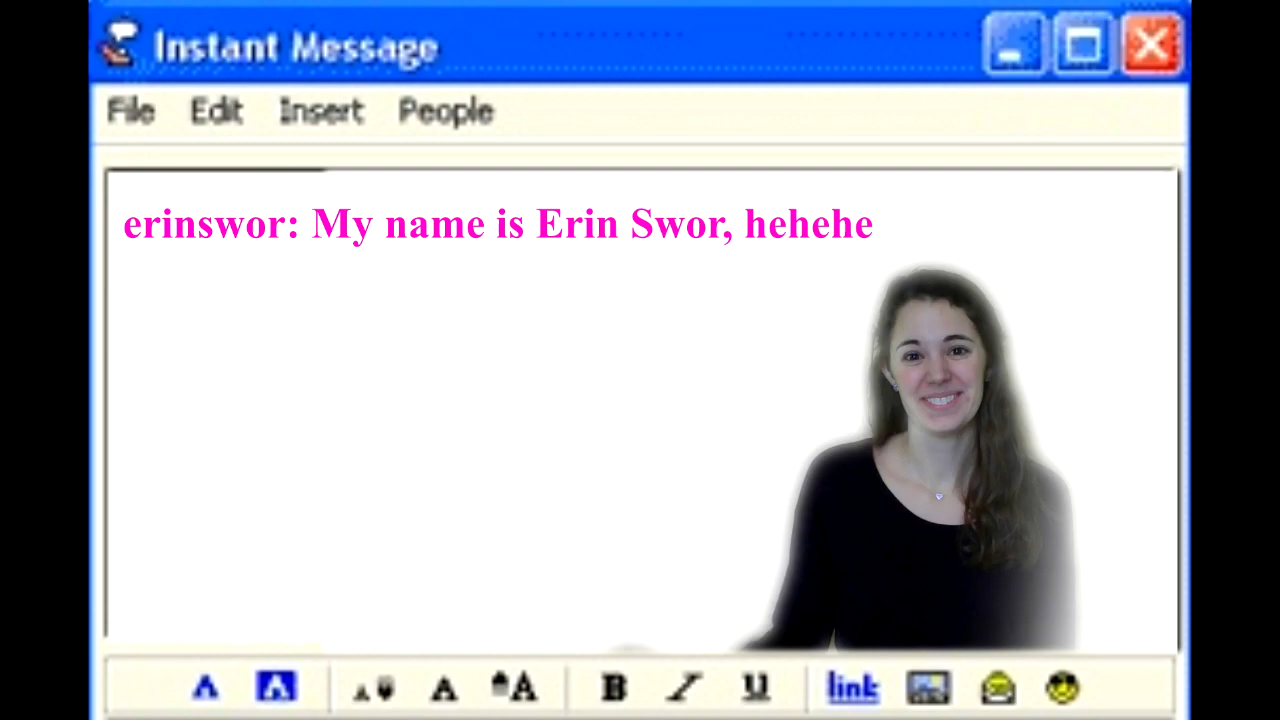 Instant Message
File Edit Insert People
erinswor: My name is Erin Swor, hehehe
A A A A A B I U link